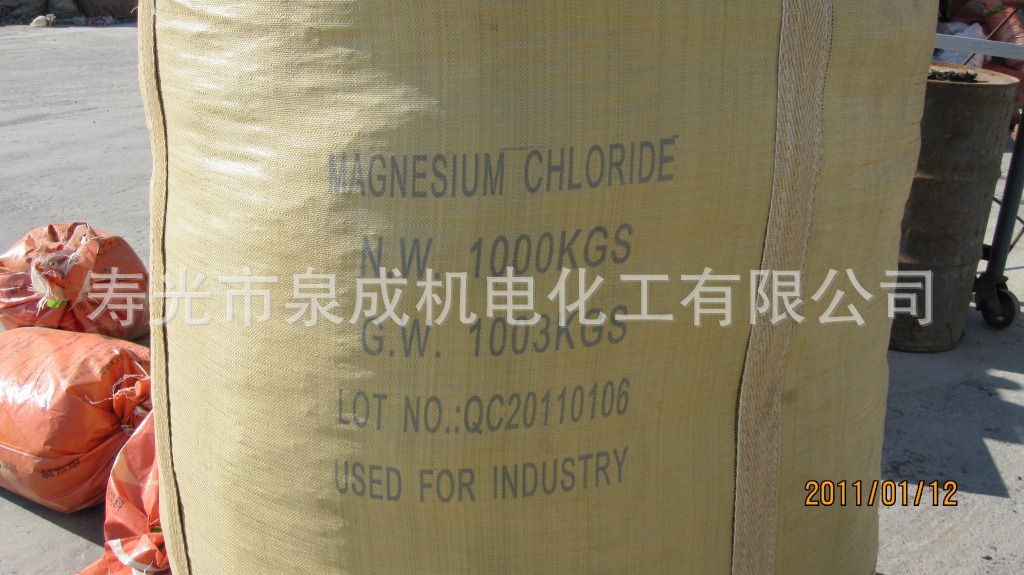 MAGNESIUM CHLORIDE
N.W. 1000KGS
寿光市泉成机电化工有限公司
G.W. 1003KGS
LOT NO.:QC20110106
USED FOR INDUSTRY
2011/01/12